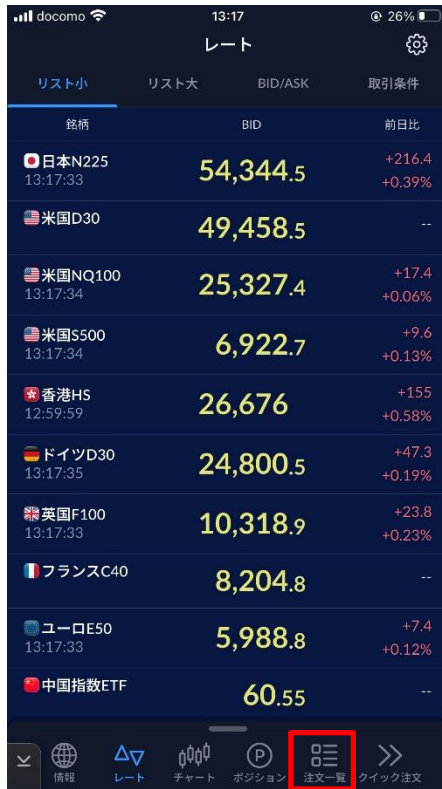 docomo 13:17 26%
レート
リスト小 リスト大 BID/ASK 取引条件
銘柄 BID 前日比
日本N225 54,344.5 +216.4
13:17:33 +0.39%
米国D30 49,458.5 --
米国NQ100 25,327.4 +17.4
13:17:34 +0.06%
米国S500 6,922.7 +9.6
13:17:34 +0.13%
香港HS 26,676 +155
12:59:59 +0.58%
ドイツD30 24,800.5 +47.3
13:17:35 +0.19%
英国F100 10,318.9 +23.8
13:17:33 +0.23%
フランスC40 8,204.8 --
ユーロE50 5,988.8 +7.4
13:17:33 +0.12%
中国指数ETF 60.55 --
P
情報 レート チャート ポジション 注文一覧 クイック注文